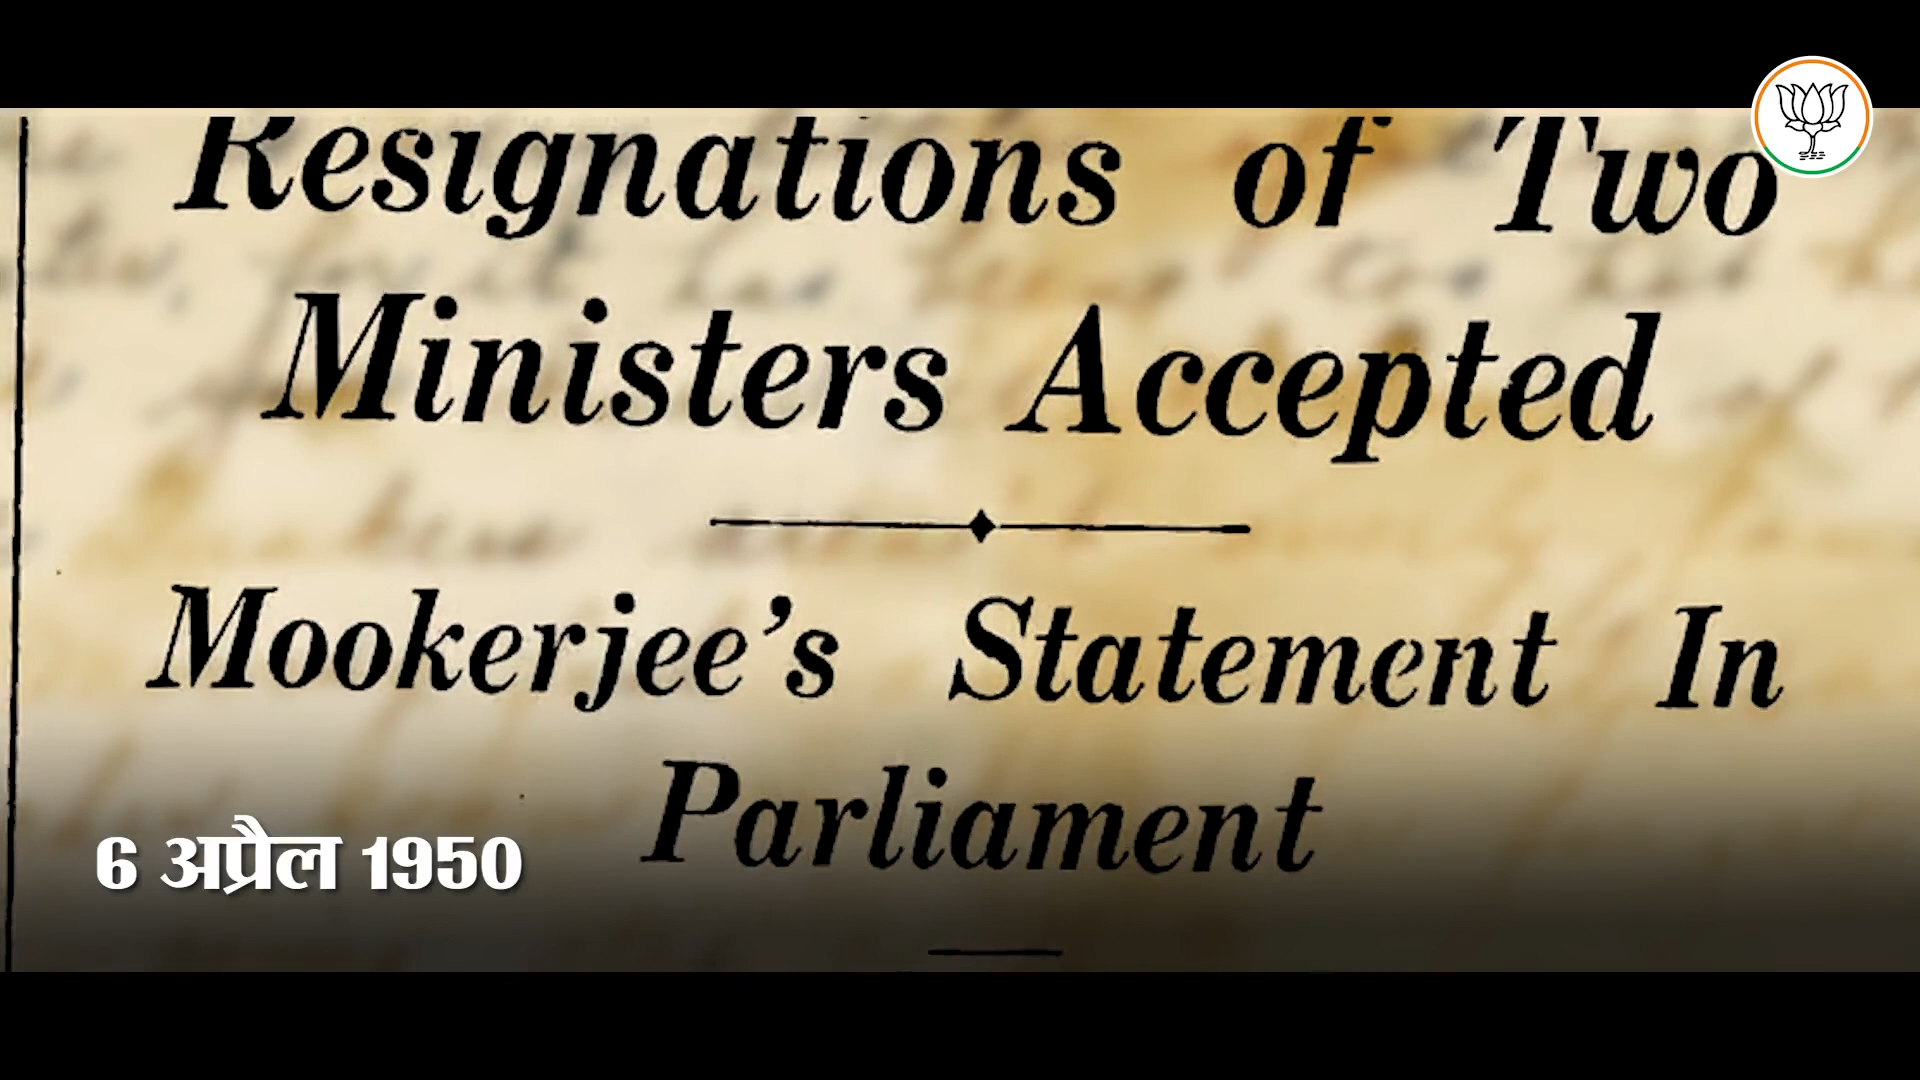 Resignations of Two
Ministers Accepted
Mookerjee's Statement In
Parliament
6 अप्रैल 1950